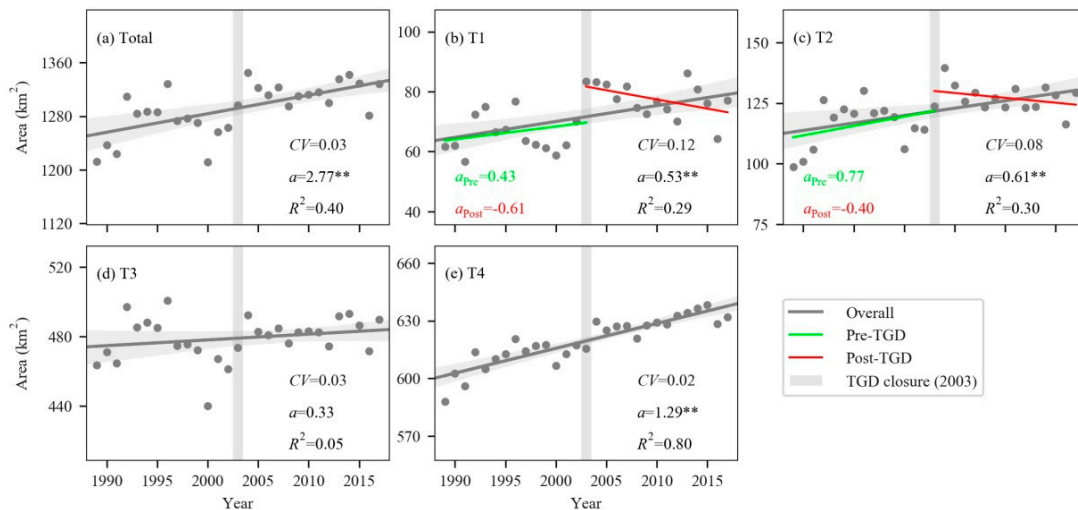 (a) Total
Area (km²)
1360
1280
1200
1120
CV=0.03
a=2.77**
R²=0.40
(b) T1
100
80
60
40
CV=0.12
a=0.53**
R²=0.29
aPre=0.43
aPost=-0.61
(c) T2
150
125
100
75
CV=0.08
a=0.61**
R²=0.30
aPre=0.77
aPost=-0.40
(d) T3
Area (km²)
520
480
440
CV=0.03
a=0.33
R²=0.05
1990 1995 2000 2005 2010 2015
Year
(e) T4
660
630
600
570
CV=0.02
a=1.29**
R²=0.80
1990 1995 2000 2005 2010 2015
Year
Overall
Pre-TGD
Post-TGD
TGD closure (2003)